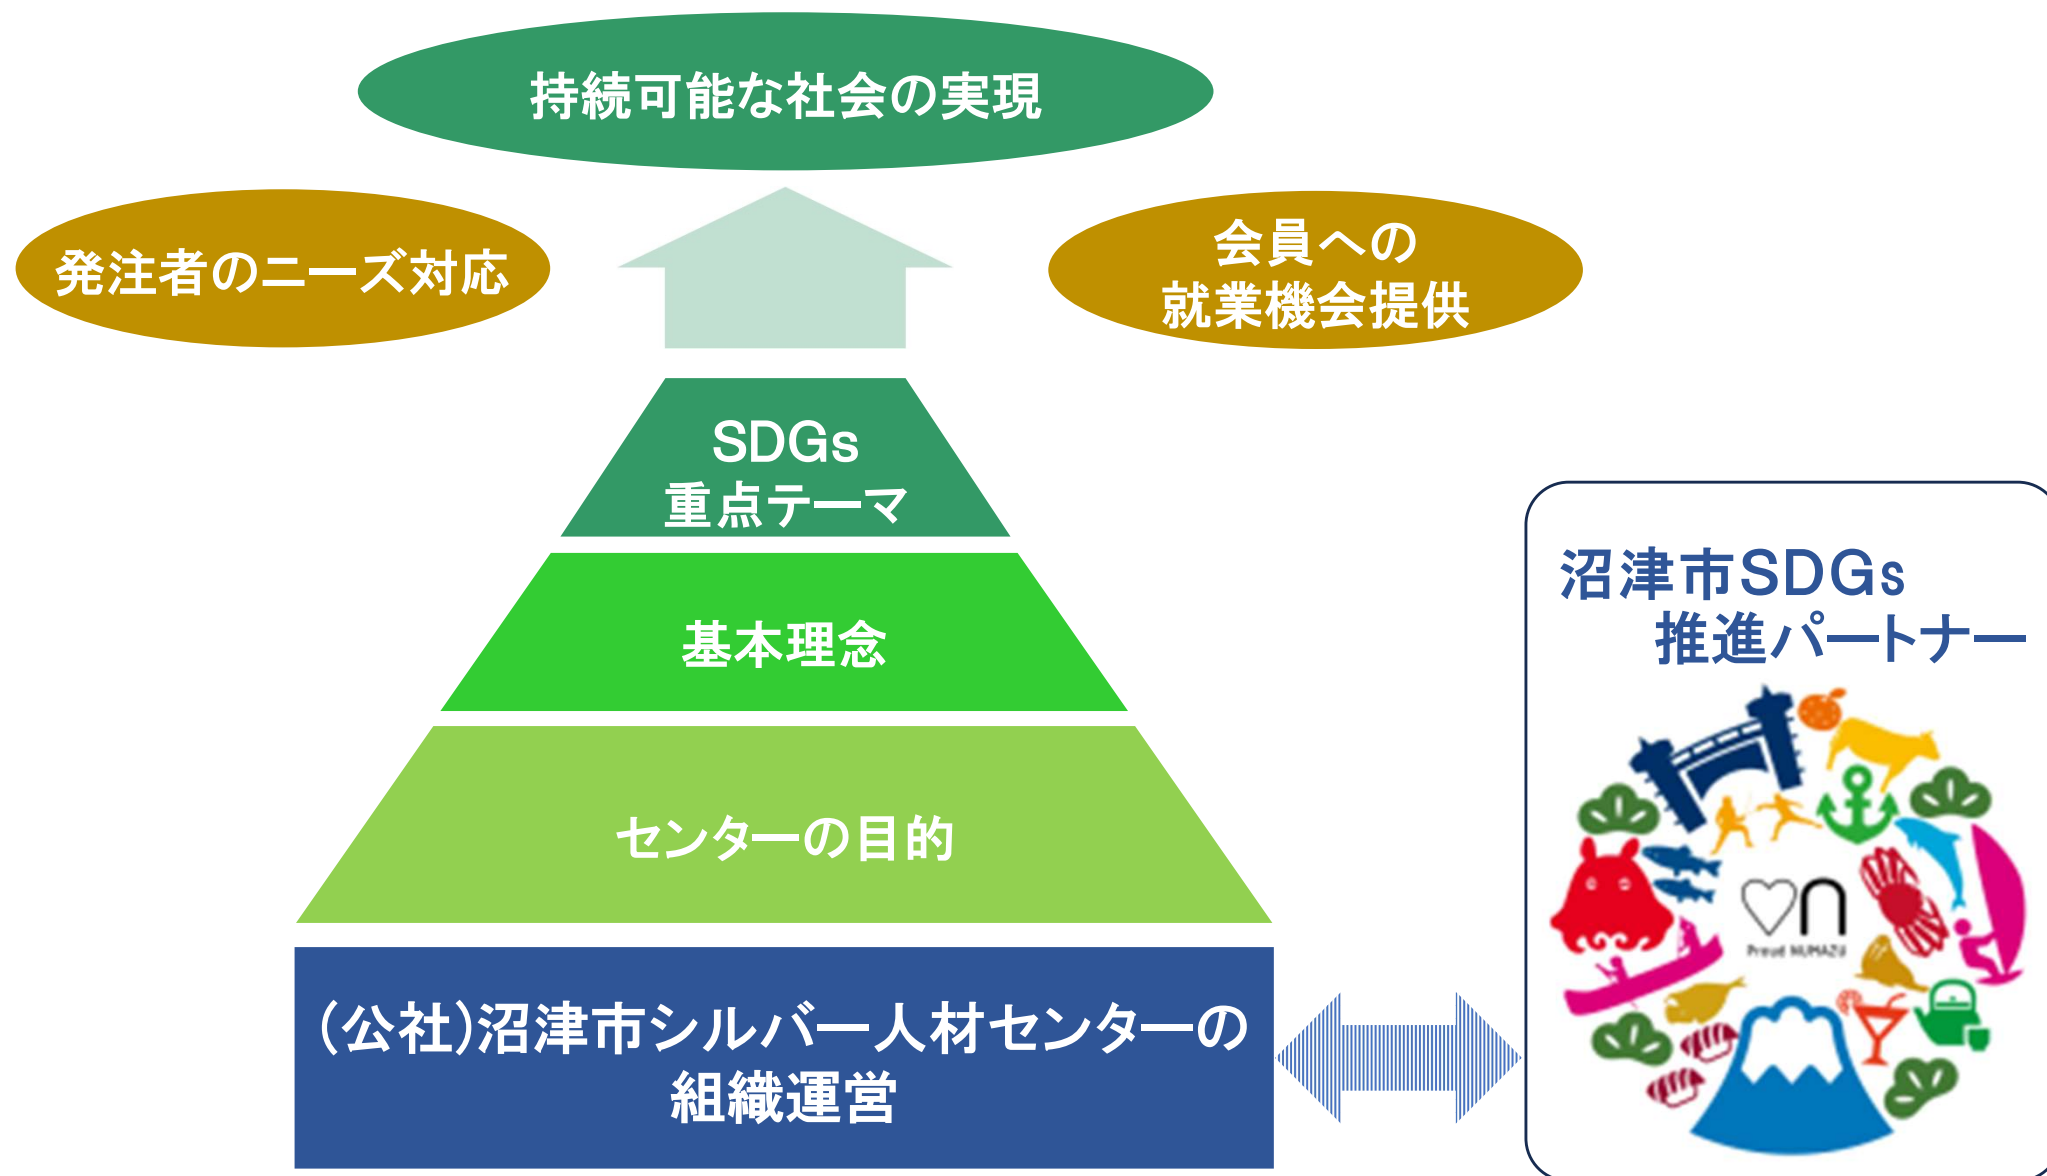 持続可能な社会の実現
発注者のニーズ対応
会員への
就業機会提供
SDGs
重点テーマ
基本理念
センターの目的
（公社）沼津市シルバー人材センターの
組織運営
沼津市SDGs
推進パートナー
Proud NUMAZU